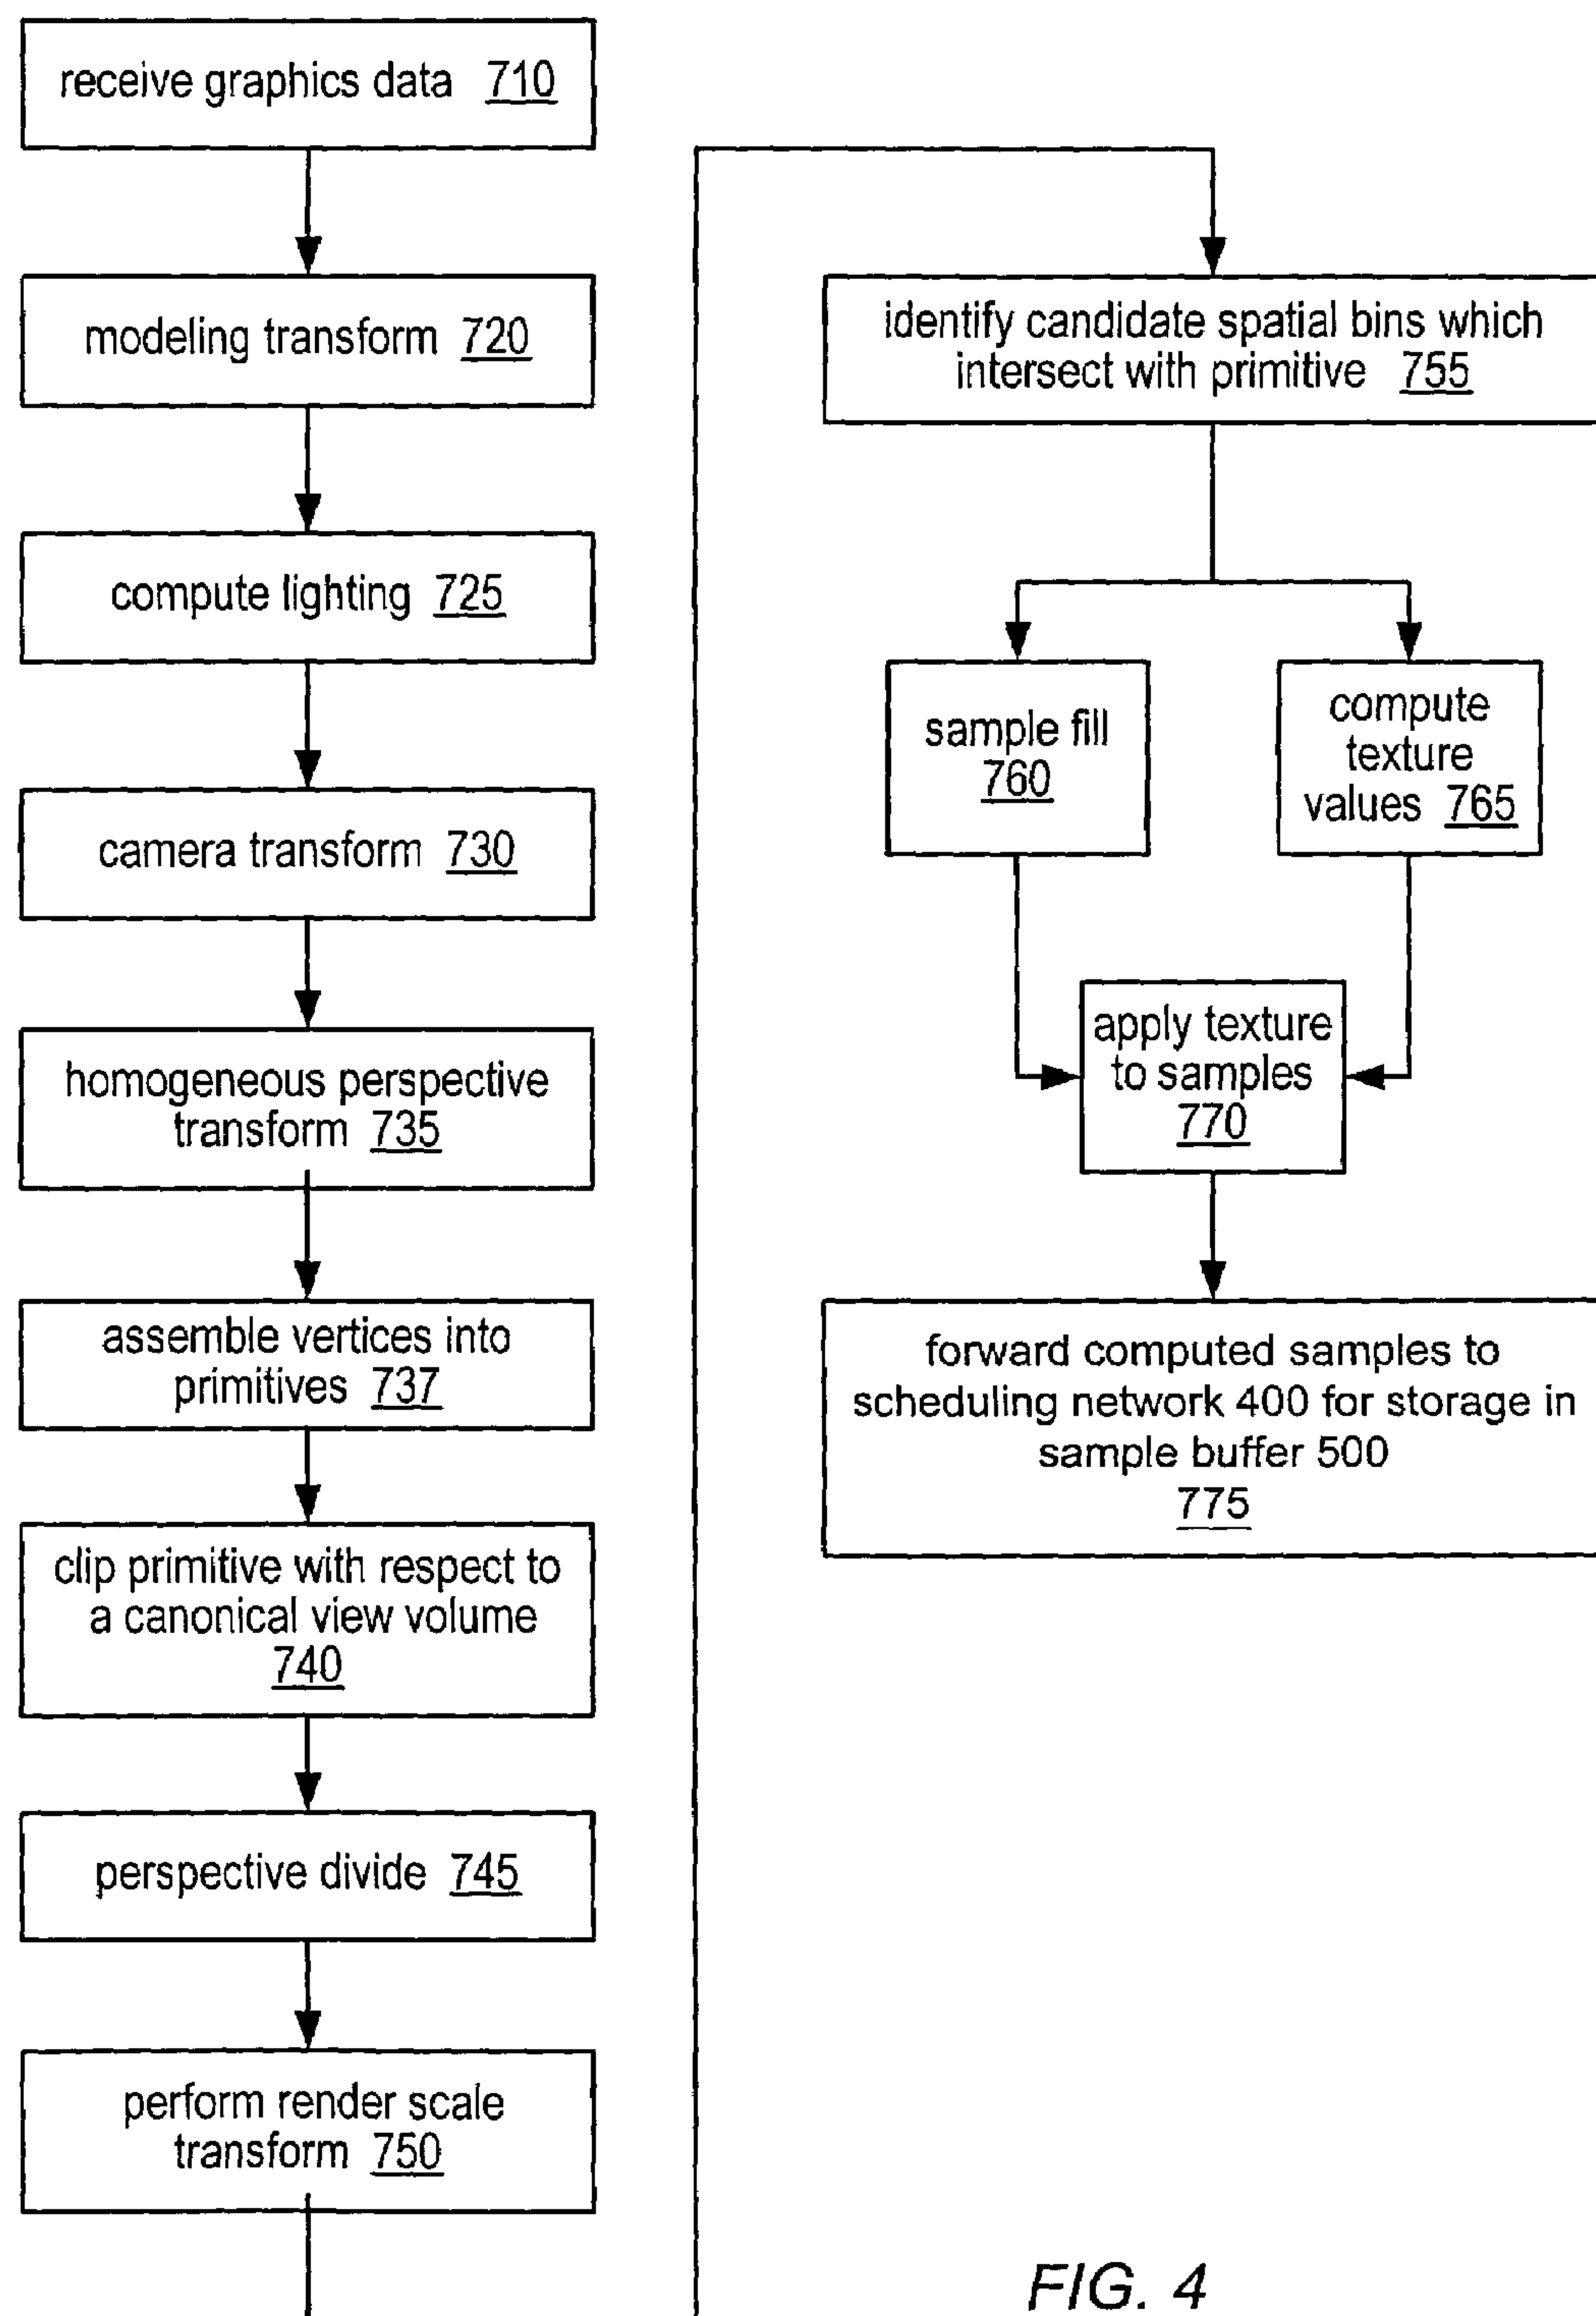 receive graphics data 710
modeling transform 720
compute lighting 725
camera transform 730
homogeneous perspective
transform 735
assemble vertices into
primitives 737
clip primitive with respect to
a canonical view volume
740
perspective divide 745
perform render scale
transform 750
identify candidate spatial bins which
intersect with primitive 755
sample fill
760
compute
texture
values 765
apply texture
to samples
770
forward computed samples to
scheduling network 400 for storage in
sample buffer 500
775
FIG. 4